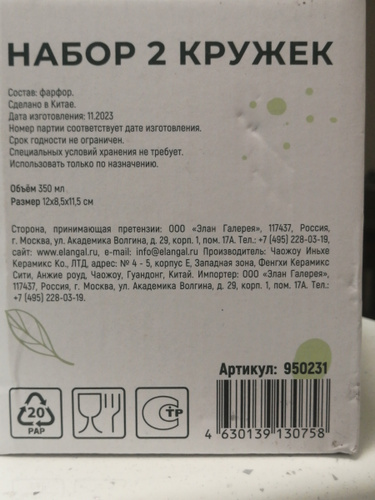 НАБОР 2 КРУЖЕК
Состав: фарфор.
Сделано в Китае.
Дата изготовления: 11.2023
Номер партии соответствует дате изготовления.
Срок годности не ограничен.
Специальных условий хранения не требует.
Использовать только по назначению.
Объём 350 мл
Размер 12х8,5х11,5 см
Сторона, принимающая претензии: ООО «Элан Галерея», 117437, Россия,
г. Москва, ул. Академика Волгина, д. 29, корп. 1, пом. 17А. Тел.: +7 (495) 228-03-19,
сайт: www.elangal.ru, e-mail: info@elangal.ru Производитель: Чаожоу Иньхе
Керамикс Ко., ЛТД, адрес: № 4 - 5, корпус Е, Западная зона, Фенгхи Керамикс
Сити, Анжие роуд, Чаожоу, Гуандонг, Китай. Импортер: ООО «Элан Галерея»,
117437, Россия, г. Москва, ул. Академика Волгина, д. 29, корп. 1, пом. 17А. Тел.:
+7 (495) 228-03-19.
Артикул: 950231
20
PAP
СТР
4 630139 130758